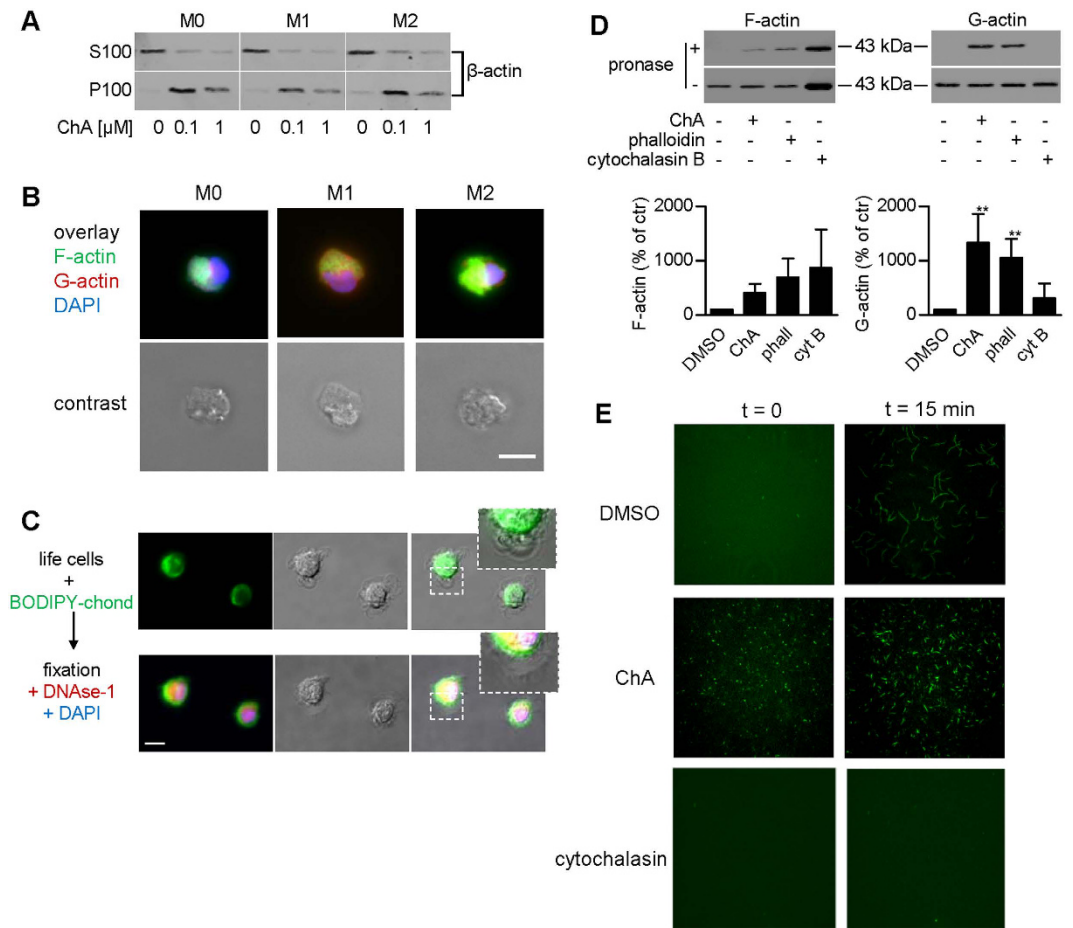 A
M0 M1 M2
S100
P100
β-actin
ChA [µM] 0 0.1 1 0 0.1 1 0 0.1 1
B
M0 M1 M2
overlay
F-actin
G-actin
DAPI
contrast
C
life cells
+
BODIPY-chond
fixation
+ DNAse-1
+ DAPI
D
F-actin G-actin
pronase
+ 43 kDa
- 43 kDa
ChA - + - - - + - -
phalloidin - - + - - - + -
cytochalasin B - - - + - - - +
F-actin (% of ctr)
2000
1000
0
DMSO ChA phall cyt B
G-actin (% of ctr)
2000
1000
0
** **
DMSO ChA phall cyt B
E
t = 0 t = 15 min
DMSO
ChA
cytochalasin